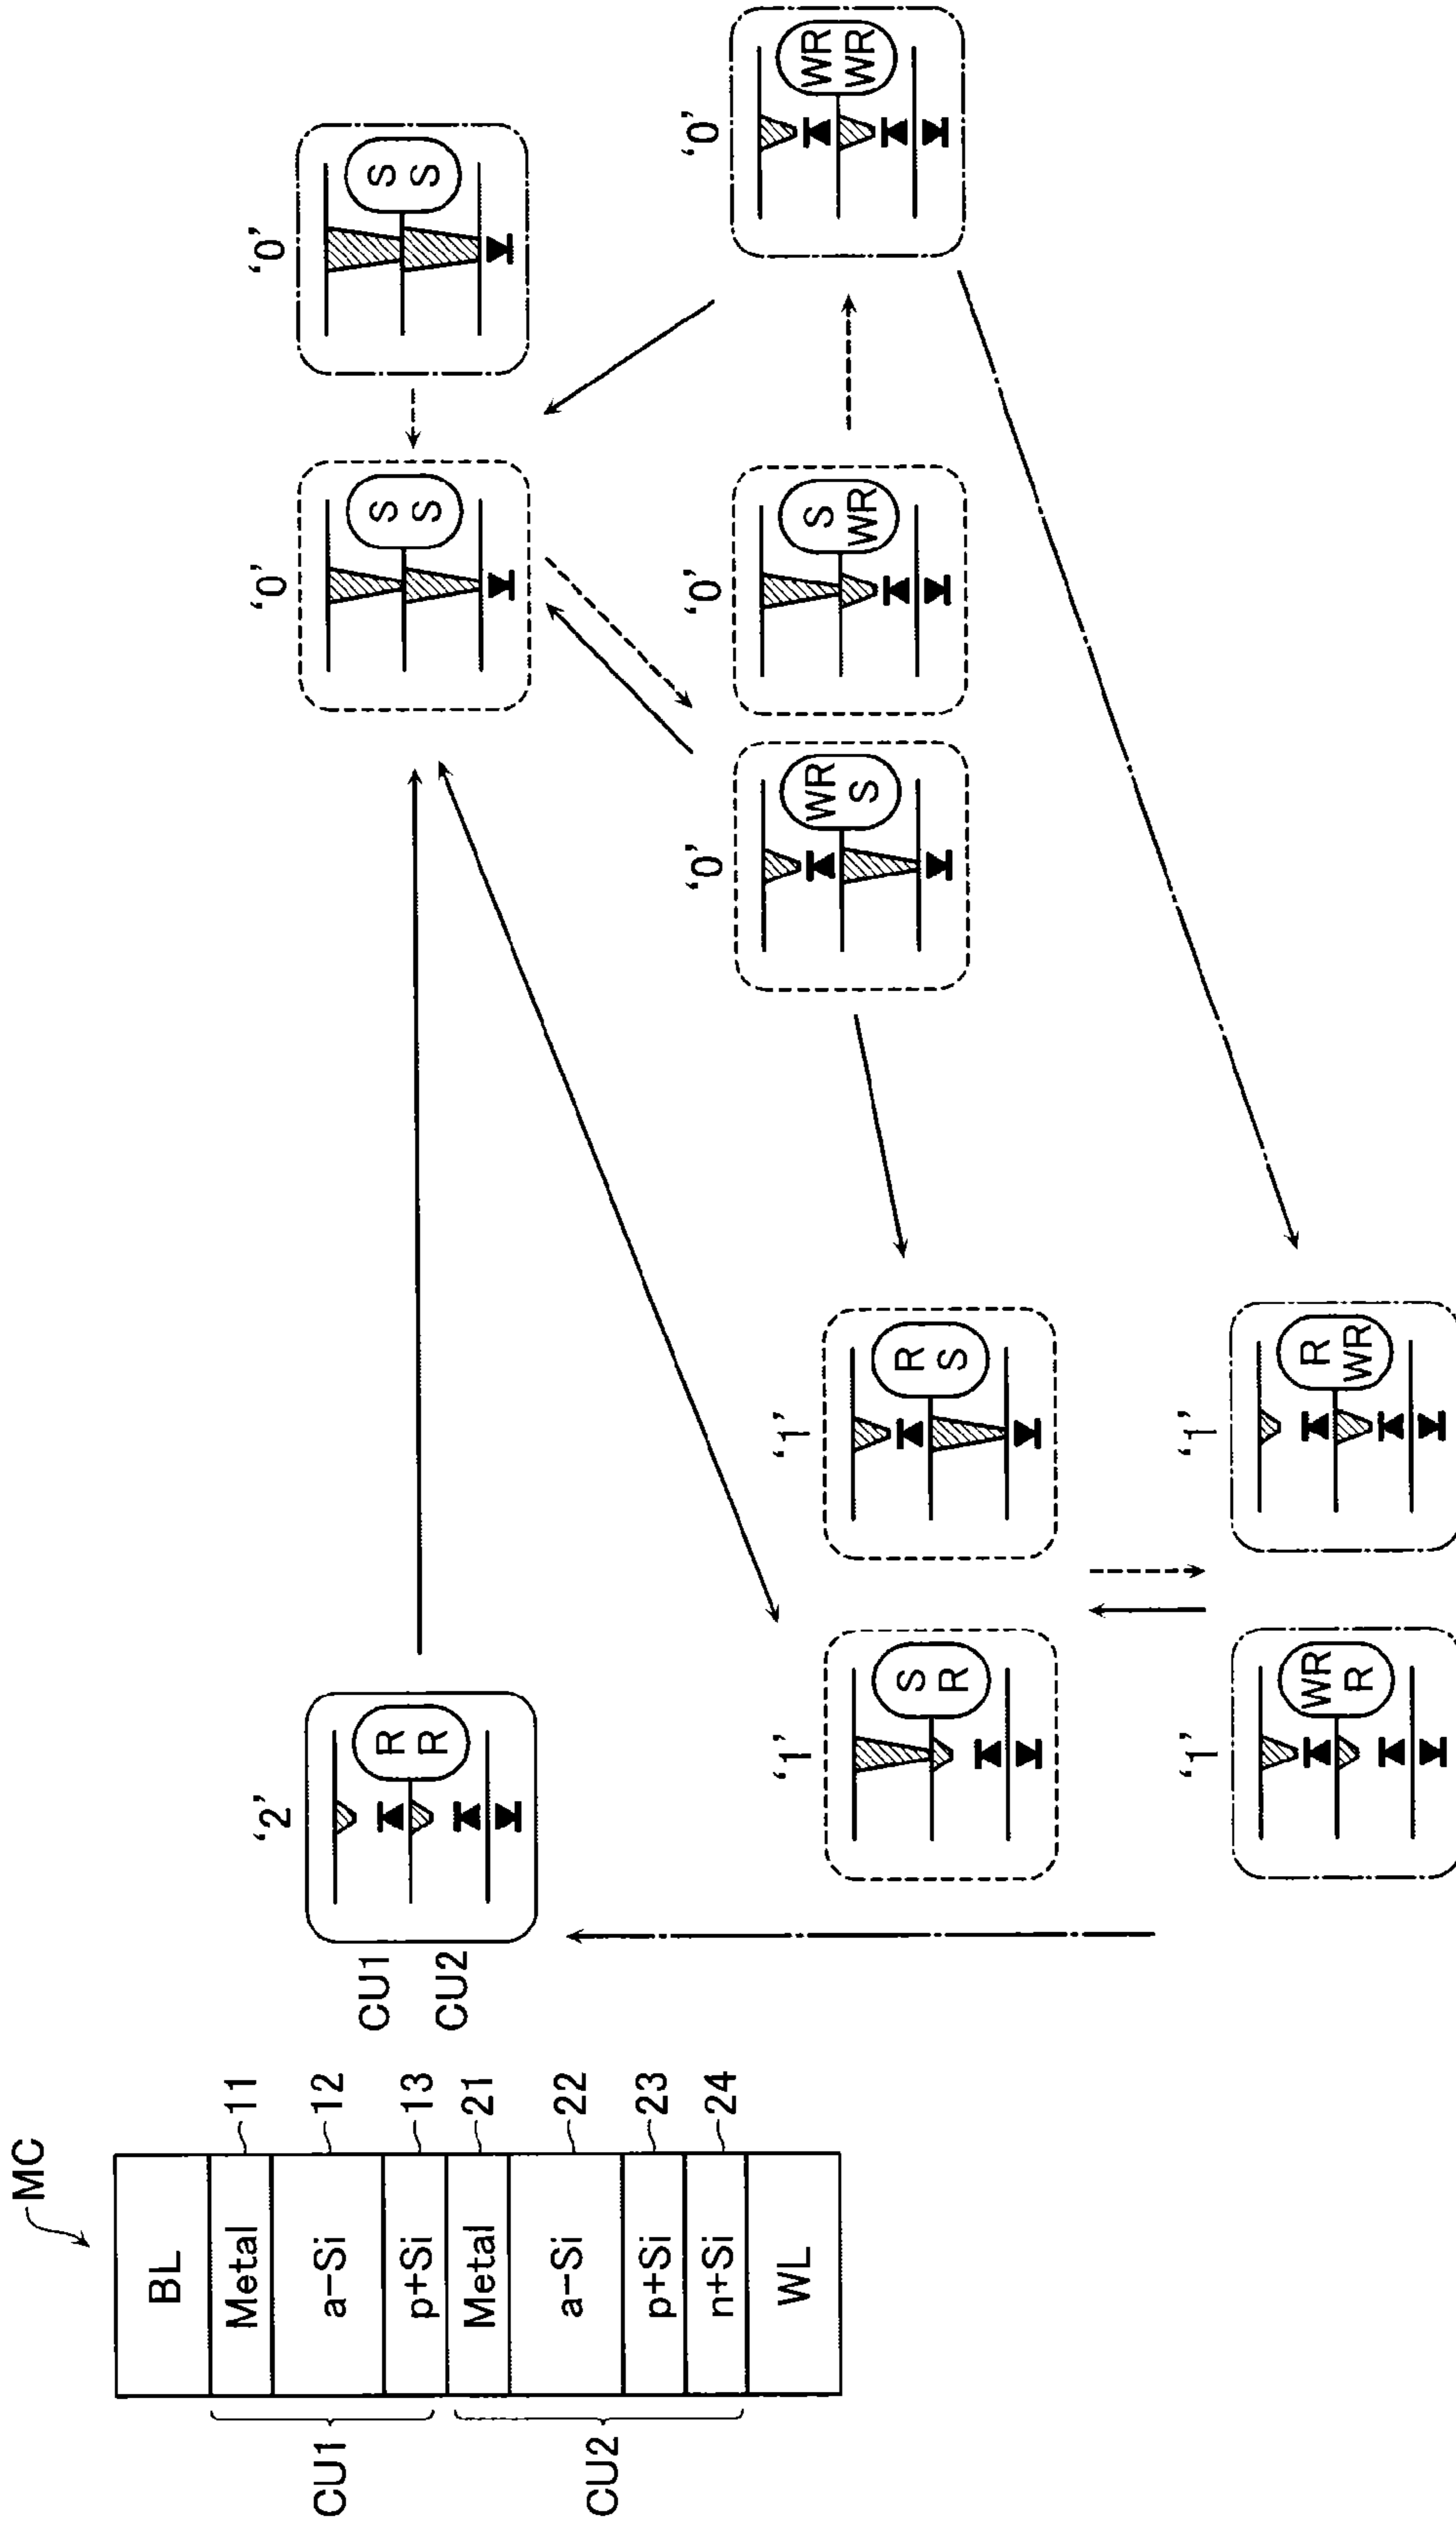 MC
BL
Metal
11
a-Si
12
p+Si
13
Metal
21
a-Si
22
p+Si
23
n+Si
24
WL
CU1
CU2
CU1
CU2
‘2’
R
R
‘0’
S
S
‘0’
S
S
‘1’
S
R
‘1’
R
S
‘0’
WR
S
‘0’
S
WR
‘0’
WR
WR
‘1’
WR
R
‘1’
R
WR